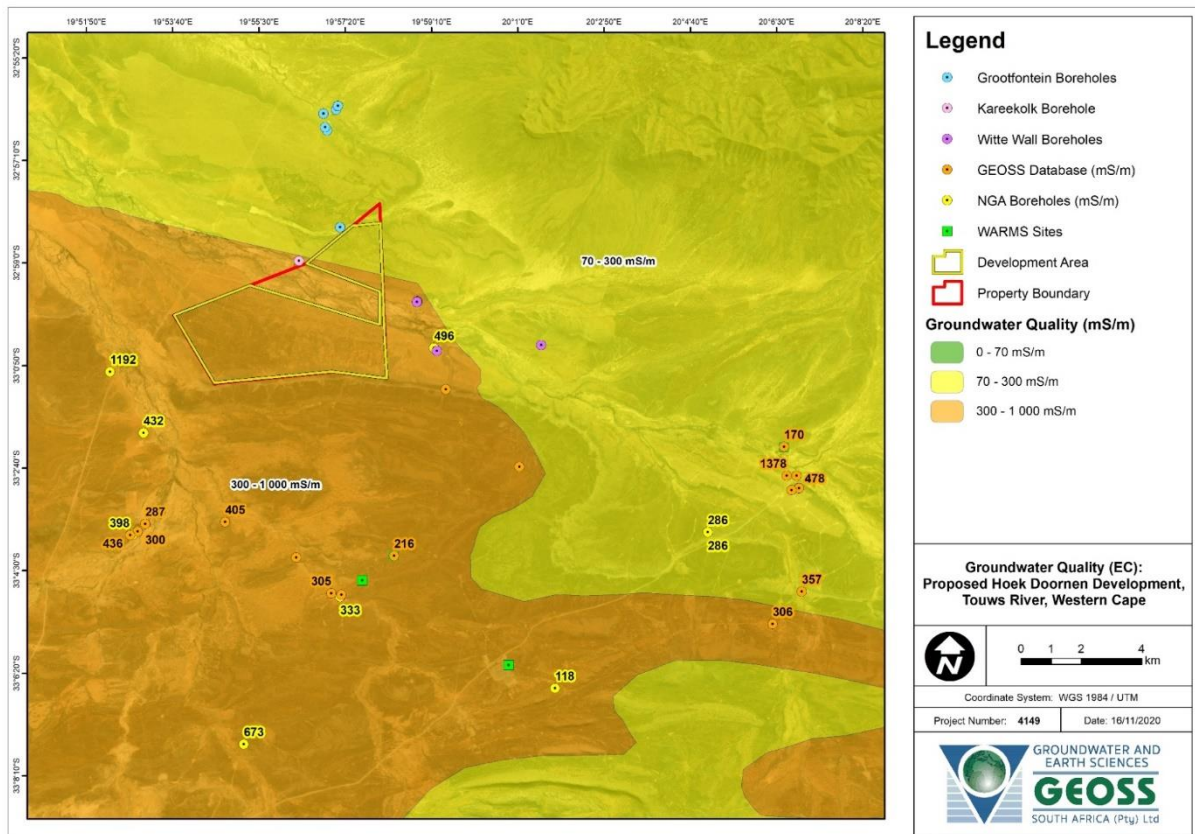 19°51'50"E 19°53'40"E 19°55'30"E 19°57'20"E 19°59'10"E 20°1'0"E 20°2'50"E 20°4'40"E 20°6'30"E 20°8'20"E
32°55'20"S
32°57'10"S
32°59'0"S
33°0'50"S
33°2'40"S
33°4'30"S
33°6'20"S
33°8'10"S
70 - 300 mS/m
496
1192
432
170
1378
478
300 - 1 000 mS/m
405
287
398
300
436
286
286
216
305
333
357
306
118
673
Legend
Grootfontein Boreholes
Kareekolk Borehole
Witte Wall Boreholes
GEOSS Database (mS/m)
NGA Boreholes (mS/m)
WARMS Sites
Development Area
Property Boundary
Groundwater Quality (mS/m)
0 - 70 mS/m
70 - 300 mS/m
300 - 1 000 mS/m
Groundwater Quality (EC):
Proposed Hoek Doornen Development,
Touws River, Western Cape
N
0 1 2 4
km
Coordinate System: WGS 1984 / UTM
Project Number: 4149 Date: 16/11/2020
GROUNDWATER AND
EARTH SCIENCES
GEOSS
SOUTH AFRICA (Pty) Ltd